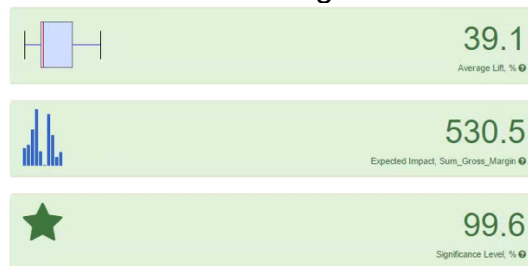 39.1
Average Lift, %
530.5
Expected Impact, Sum_Gross_Margin
99.6
Significance Level, %